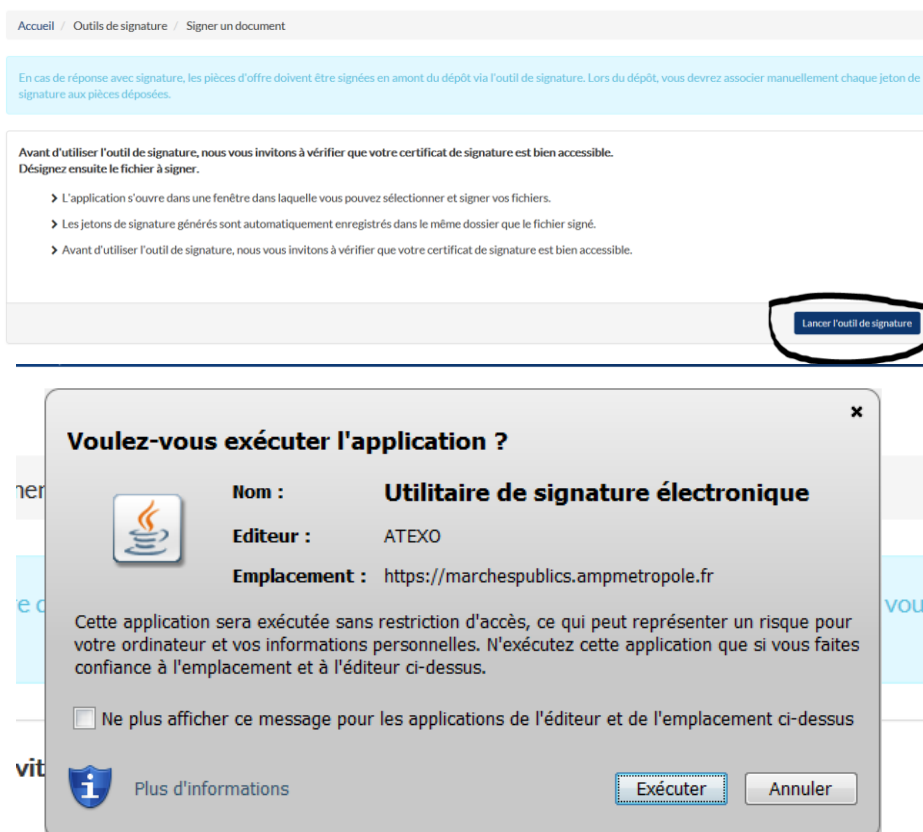 Accueil / Outils de signature / Signer un document
En cas de réponse avec signature, les pièces d'offre doivent être signées en amont du dépôt via l'outil de signature. Lors du dépôt, vous devrez associer manuellement chaque jeton de
signature aux pièces déposées.
Avant d'utiliser l'outil de signature, nous vous invitons à vérifier que votre certificat de signature est bien accessible.
Désignez ensuite le fichier à signer.
L'application s'ouvre dans une fenêtre dans laquelle vous pouvez sélectionner et signer vos fichiers.
Les jetons de signature générés sont automatiquement enregistrés dans le même dossier que le fichier signé.
Avant d'utiliser l'outil de signature, nous vous invitons à vérifier que votre certificat de signature est bien accessible.
Lancer l'outil de signature
Voulez-vous exécuter l'application ?
Nom : Utilitaire de signature électronique
Editeur : ATEXO
Emplacement : https://marchespublics.ampmetropole.fr
Cette application sera exécutée sans restriction d'accès, ce qui peut représenter un risque pour
votre ordinateur et vos informations personnelles. N'exécutez cette application que si vous faites
confiance à l'emplacement et à l'éditeur ci-dessus.
Ne plus afficher ce message pour les applications de l'éditeur et de l'emplacement ci-dessus
Plus d'informations
Exécuter
Annuler
vou
vit